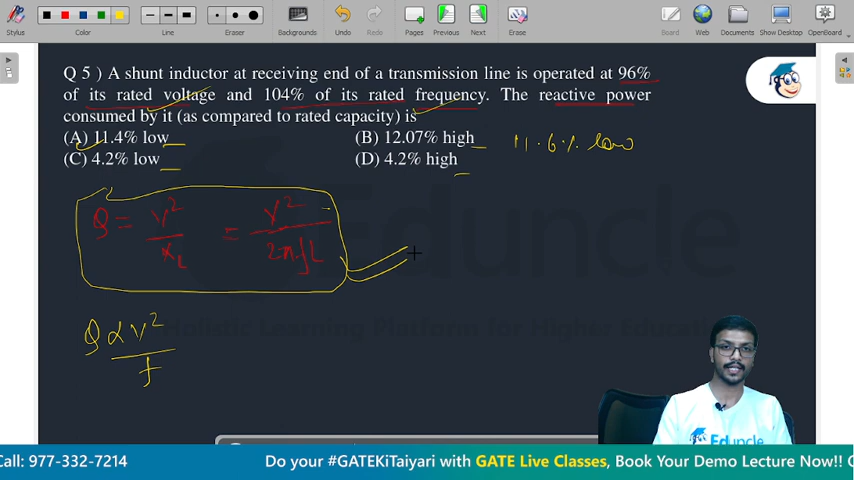 Color
Line
Eraser
Stylus
Backgrounds
Undo
Redo
Pages
Previous
Next
Erase
Board
Web
Documents
Show Desktop
OpenBoard
Q 5 ) A shunt inductor at receiving end of a transmission line is operated at 96%
of its rated voltage and 104% of its rated frequency. The reactive power
consumed by it (as compared to rated capacity) is
(A) 11.4% low (B) 12.07% high 11.6% low
(C) 4.2% low (D) 4.2% high
Q = V² / X_L = V² / 2πfL
Q ∝ V² / f
Eduncle
Learning Platform for Higher Educat
Eduncle
Call: 977-332-7214 Do your #GATEKiTaiyari with GATE Live Classes, Book Your Demo Lecture Now!!